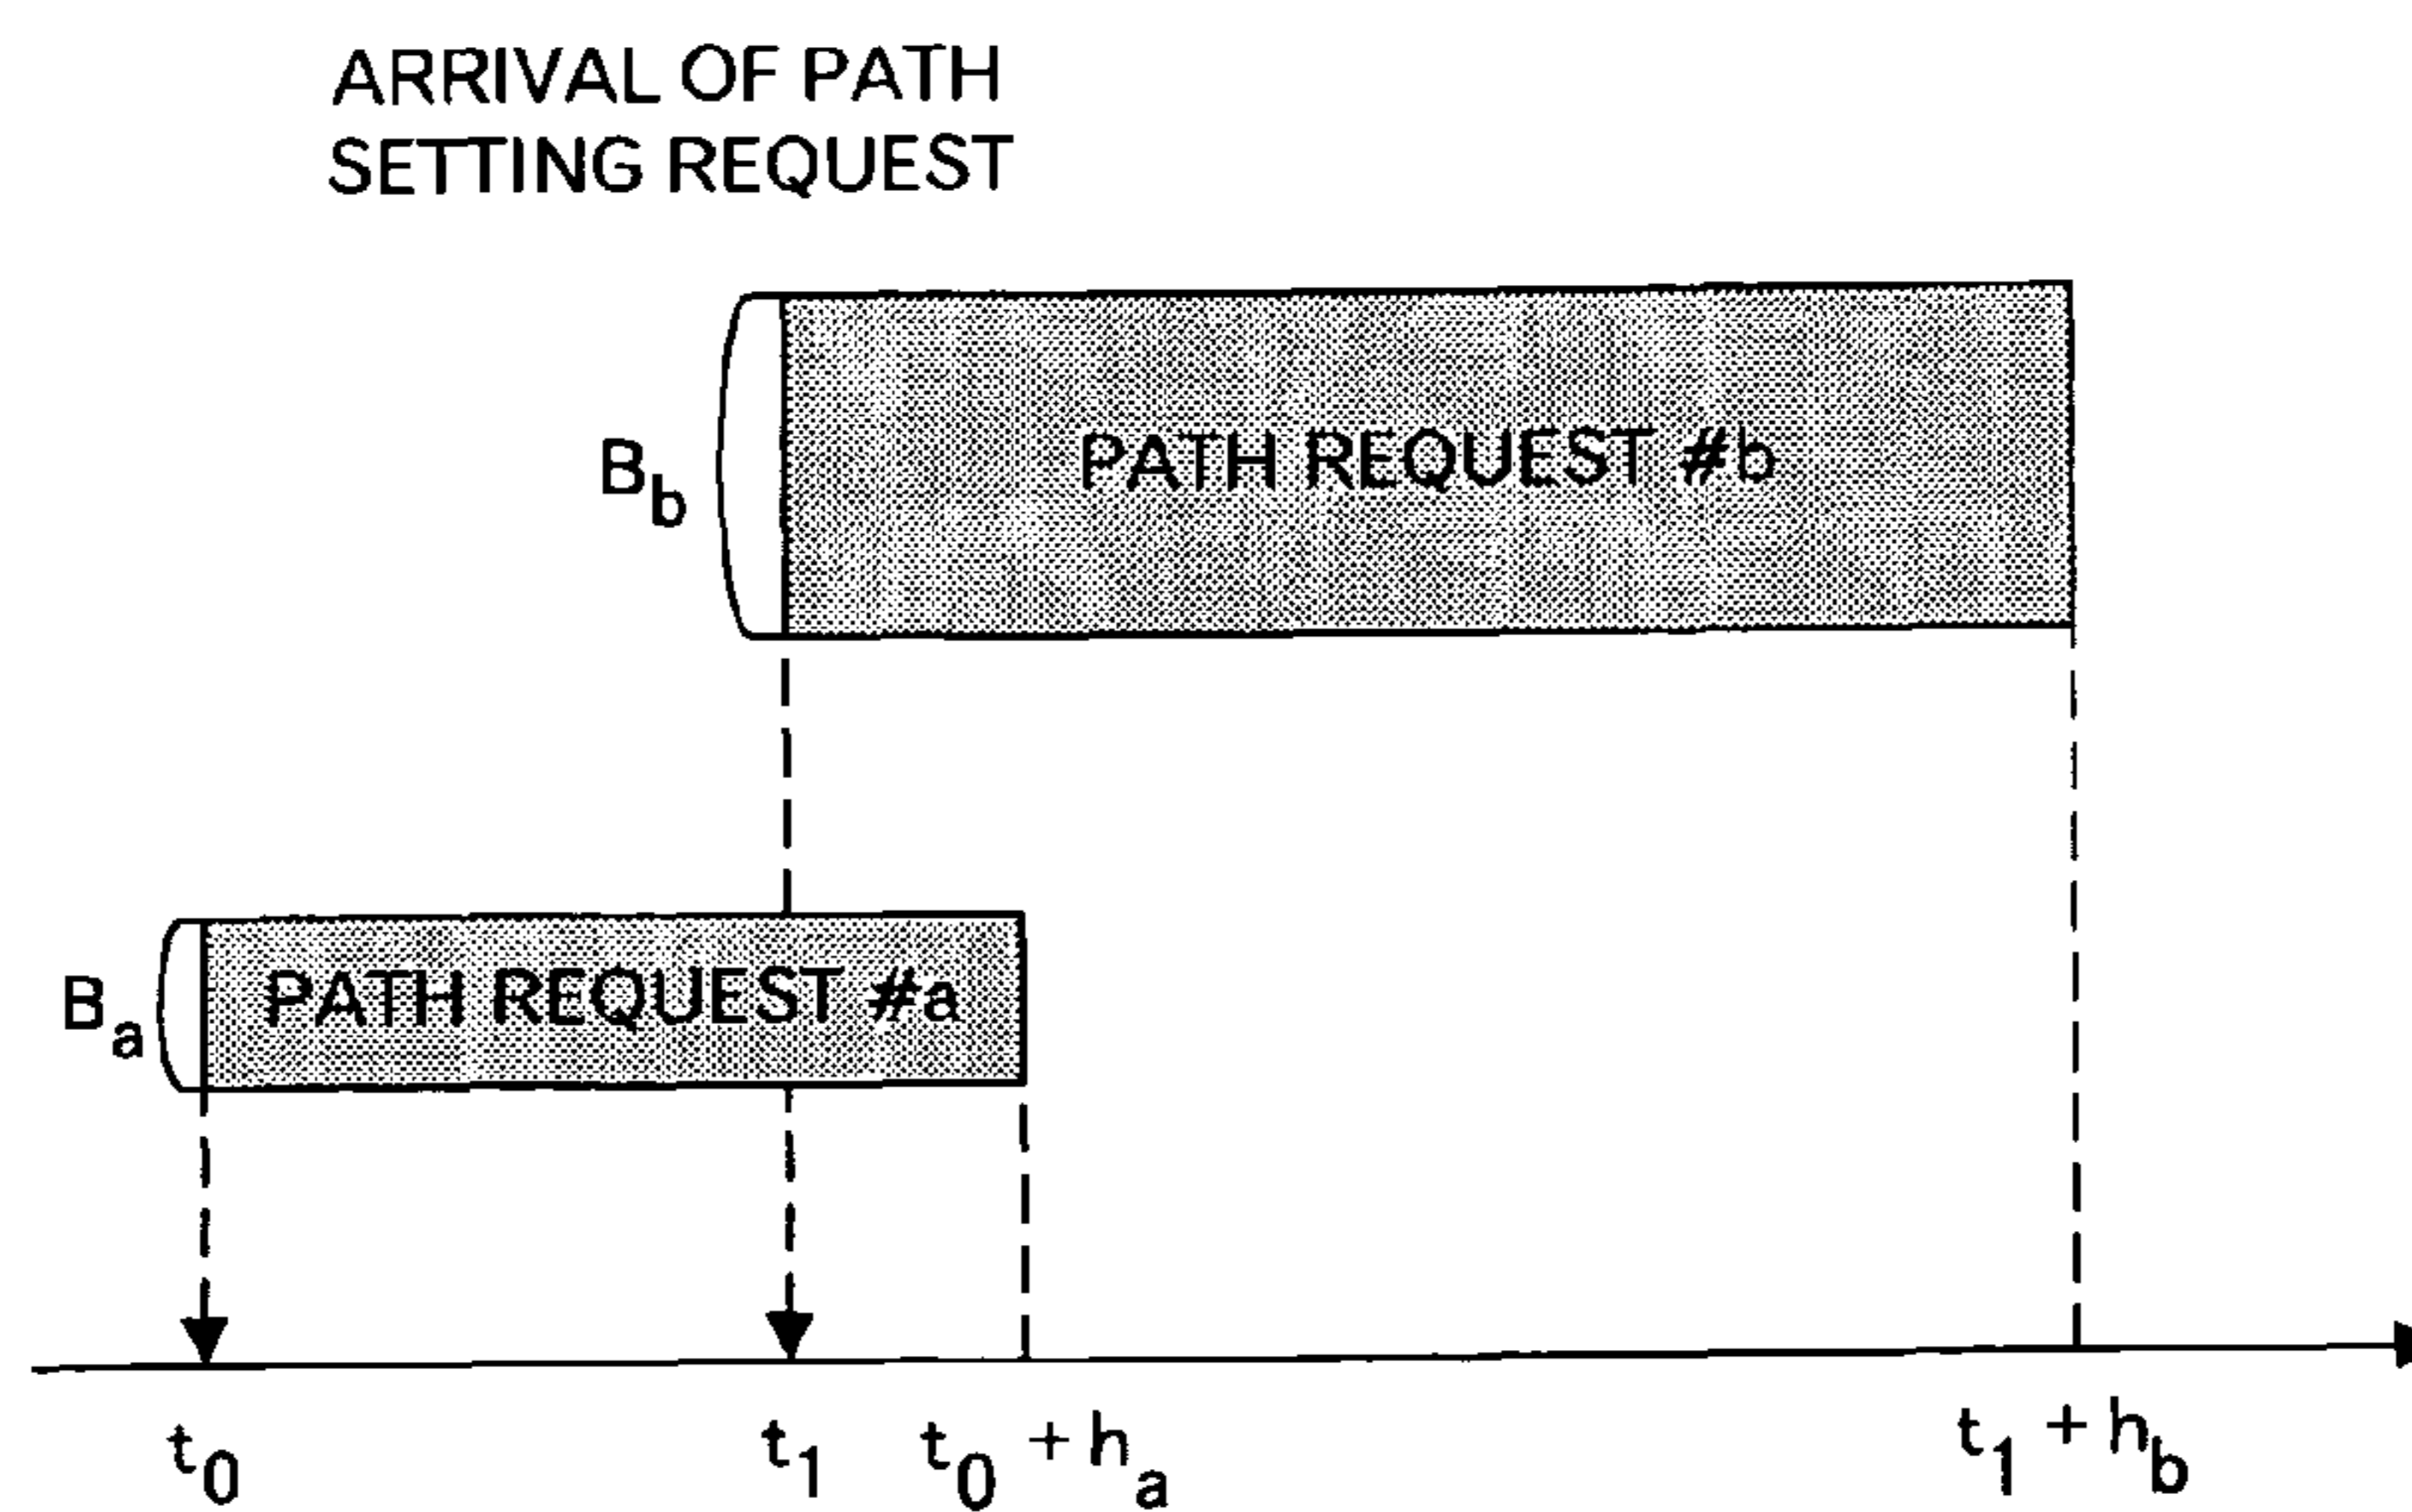 ARRIVAL OF PATH
SETTING REQUEST
B_b
PATH REQUEST #b
B_a
PATH REQUEST #a
t_0
t_1
t_0 + h_a
t_1 + h_b